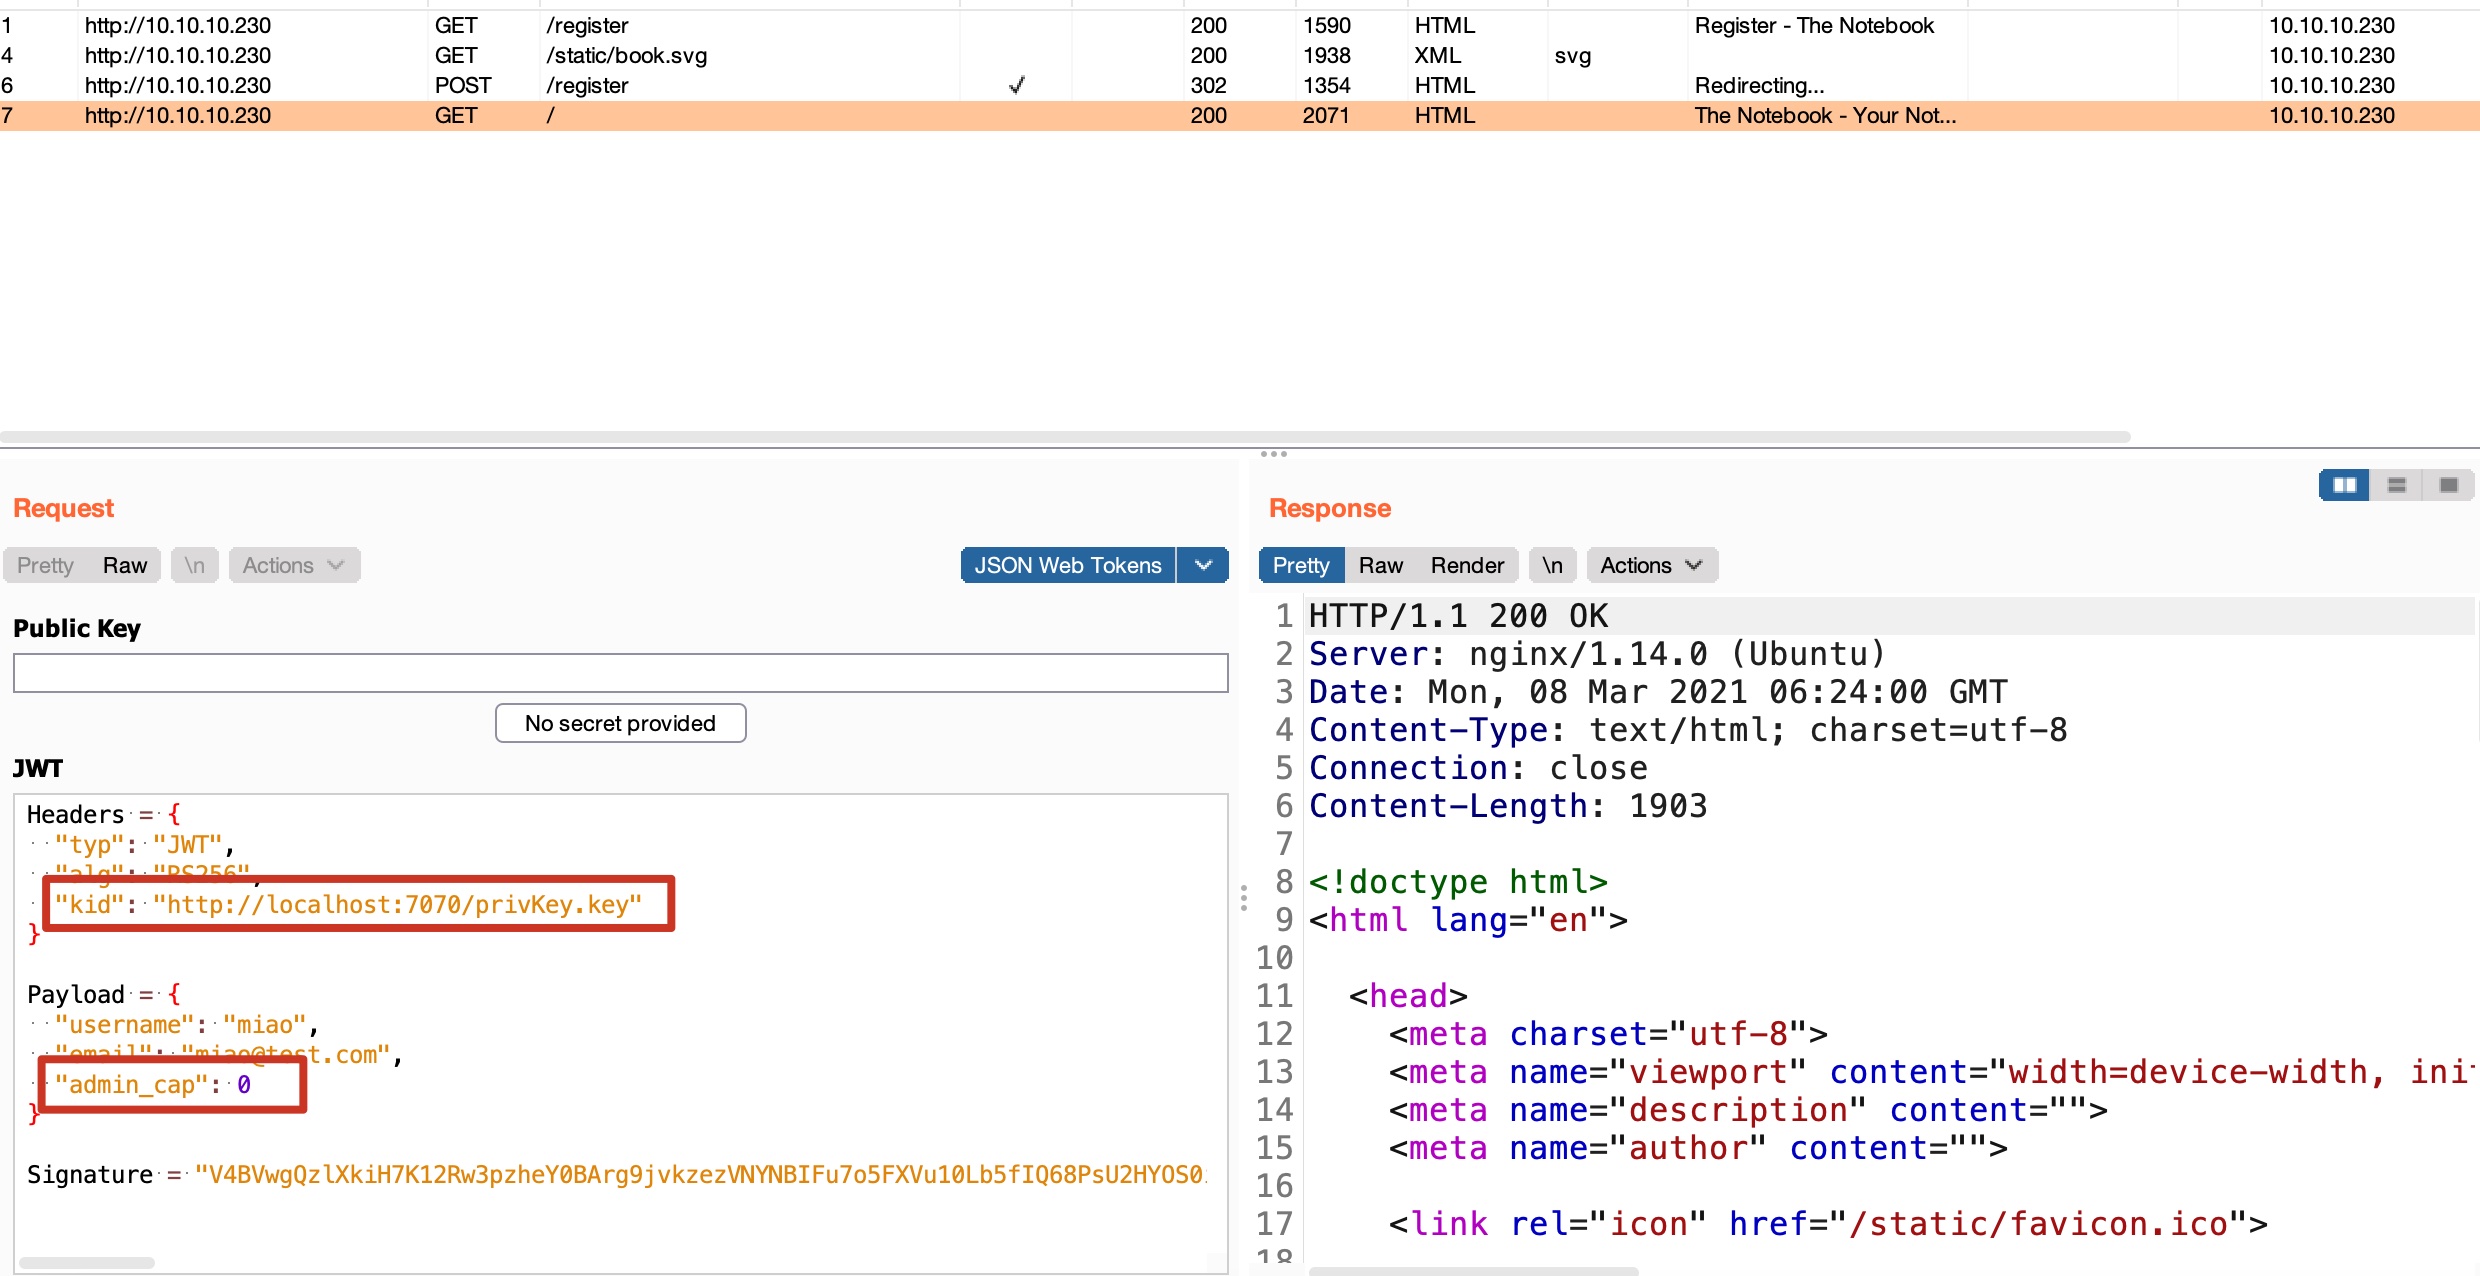 1 http://10.10.10.230 GET /register 200 1590 HTML Register - The Notebook 10.10.10.230
4 http://10.10.10.230 GET /static/book.svg 200 1938 XML svg 10.10.10.230
6 http://10.10.10.230 POST /register ✓ 302 1354 HTML Redirecting... 10.10.10.230
7 http://10.10.10.230 GET / 200 2071 HTML The Notebook - Your Not... 10.10.10.230
Request
Pretty Raw \n Actions JSON Web Tokens
Public Key
No secret provided
JWT
Headers = {
"typ": "JWT",
"alg": "RS256",
"kid": "http://localhost:7070/privKey.key"
}
Payload = {
"username": "miao",
"email": "miao@test.com",
"admin_cap": 0
}
Signature = "V4BVwgQzlXkiH7K12Rw3pzheY0BArg9jvkzezVNYNBIFu7o5FXVu10Lb5fIQ68PsU2HYOS0
Response
Pretty Raw Render \n Actions
1 HTTP/1.1 200 OK
2 Server: nginx/1.14.0 (Ubuntu)
3 Date: Mon, 08 Mar 2021 06:24:00 GMT
4 Content-Type: text/html; charset=utf-8
5 Connection: close
6 Content-Length: 1903
7
8 <!doctype html>
9 <html lang="en">
10
11 <head>
12 <meta charset="utf-8">
13 <meta name="viewport" content="width=device-width, ini
14 <meta name="description" content="">
15 <meta name="author" content="">
16
17 <link rel="icon" href="/static/favicon.ico">
18